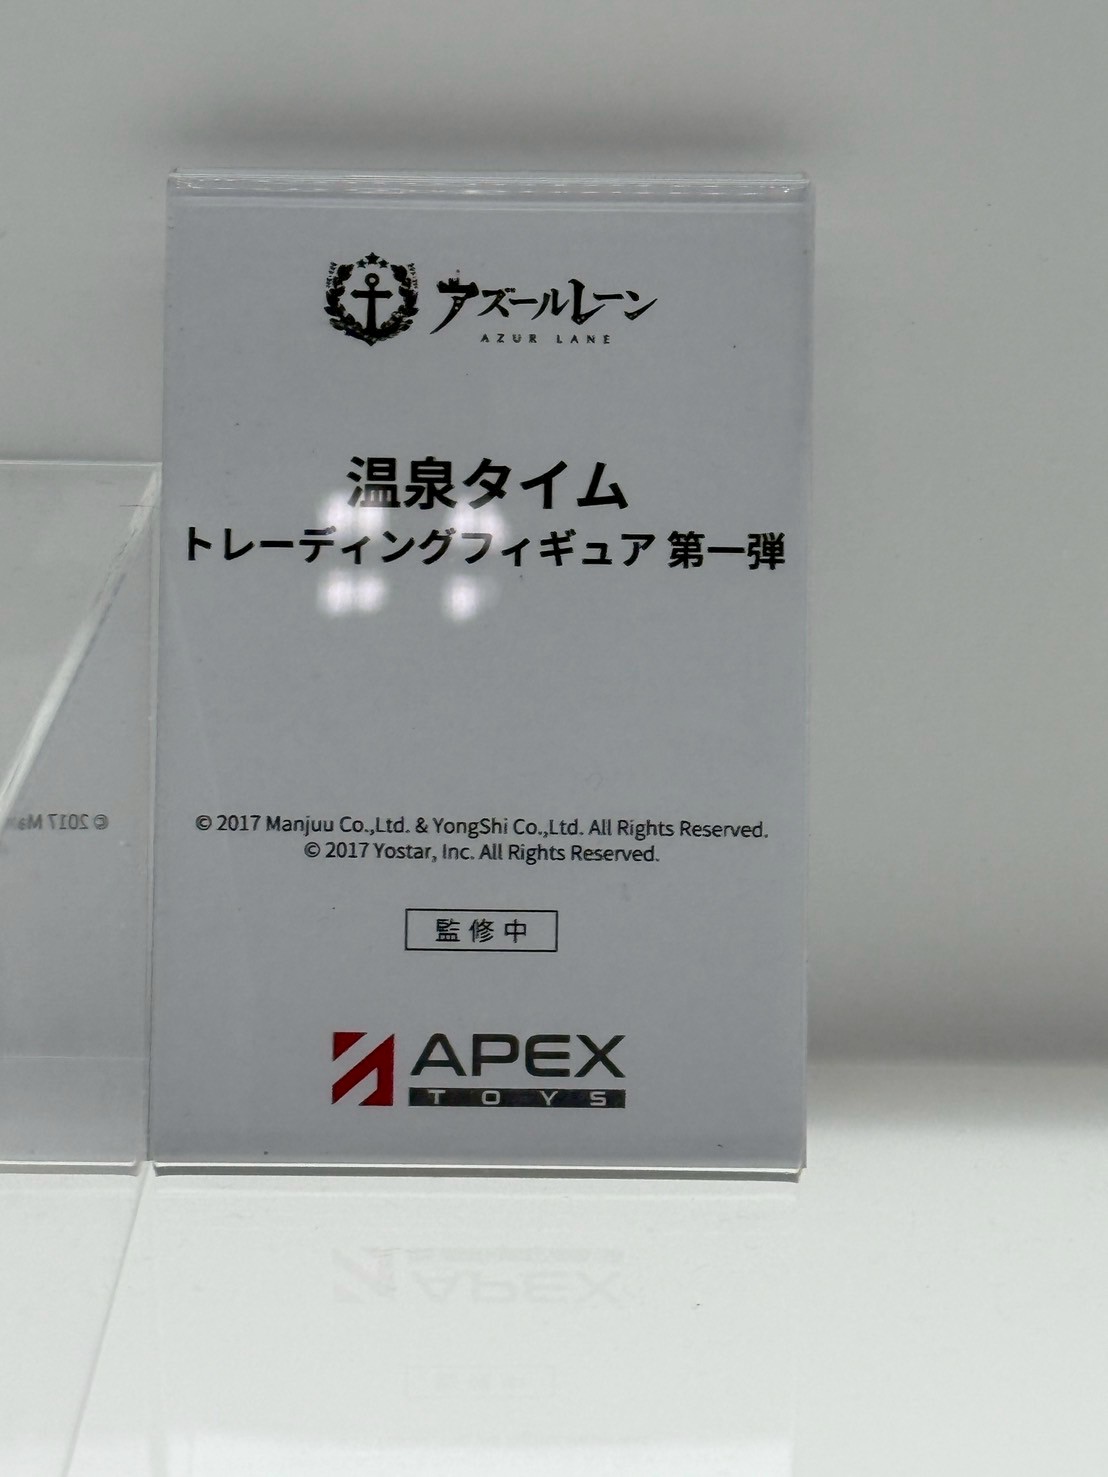 アズールレーン
AZUR LANE
温泉タイム
トレーディングフィギュア 第一弾
© 2017 Manjuu Co.,Ltd. & YongShi Co.,Ltd. All Rights Reserved.
© 2017 Yostar, Inc. All Rights Reserved.
監修中
APEX
TOYS
© 2017 Ma